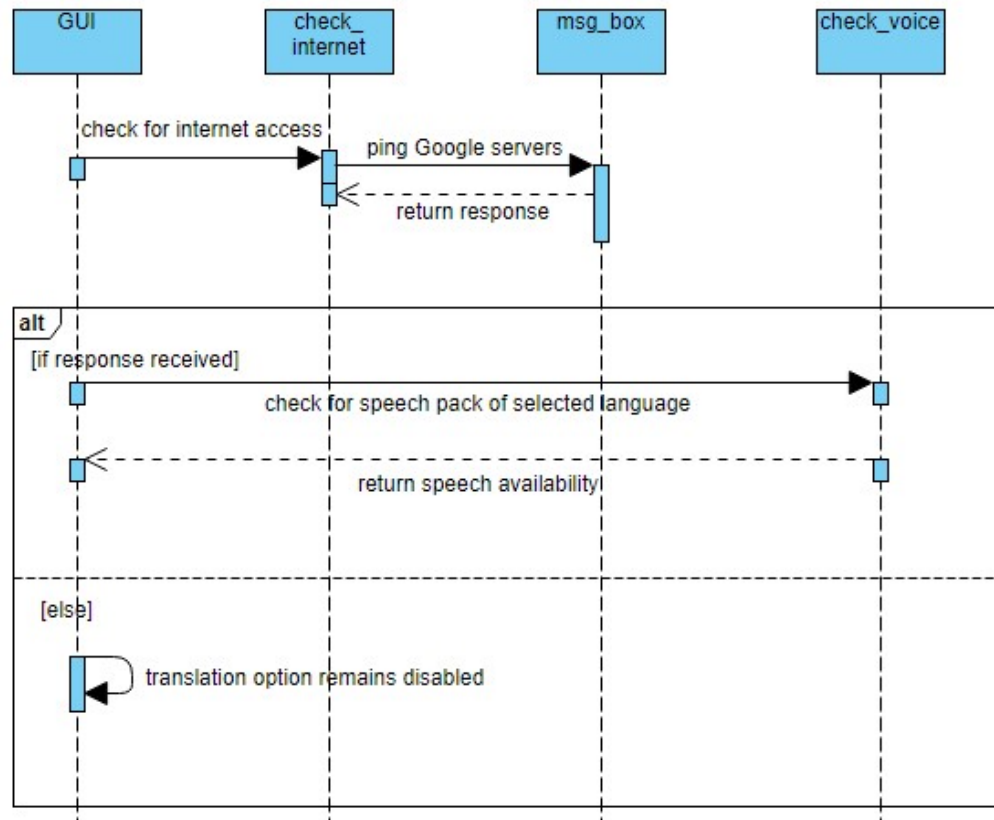 GUI
check_
internet
msg_box
check_voice
check for internet access
ping Google servers
return response
alt
[if response received]
check for speech pack of selected language
return speech availability
[else]
translation option remains disabled